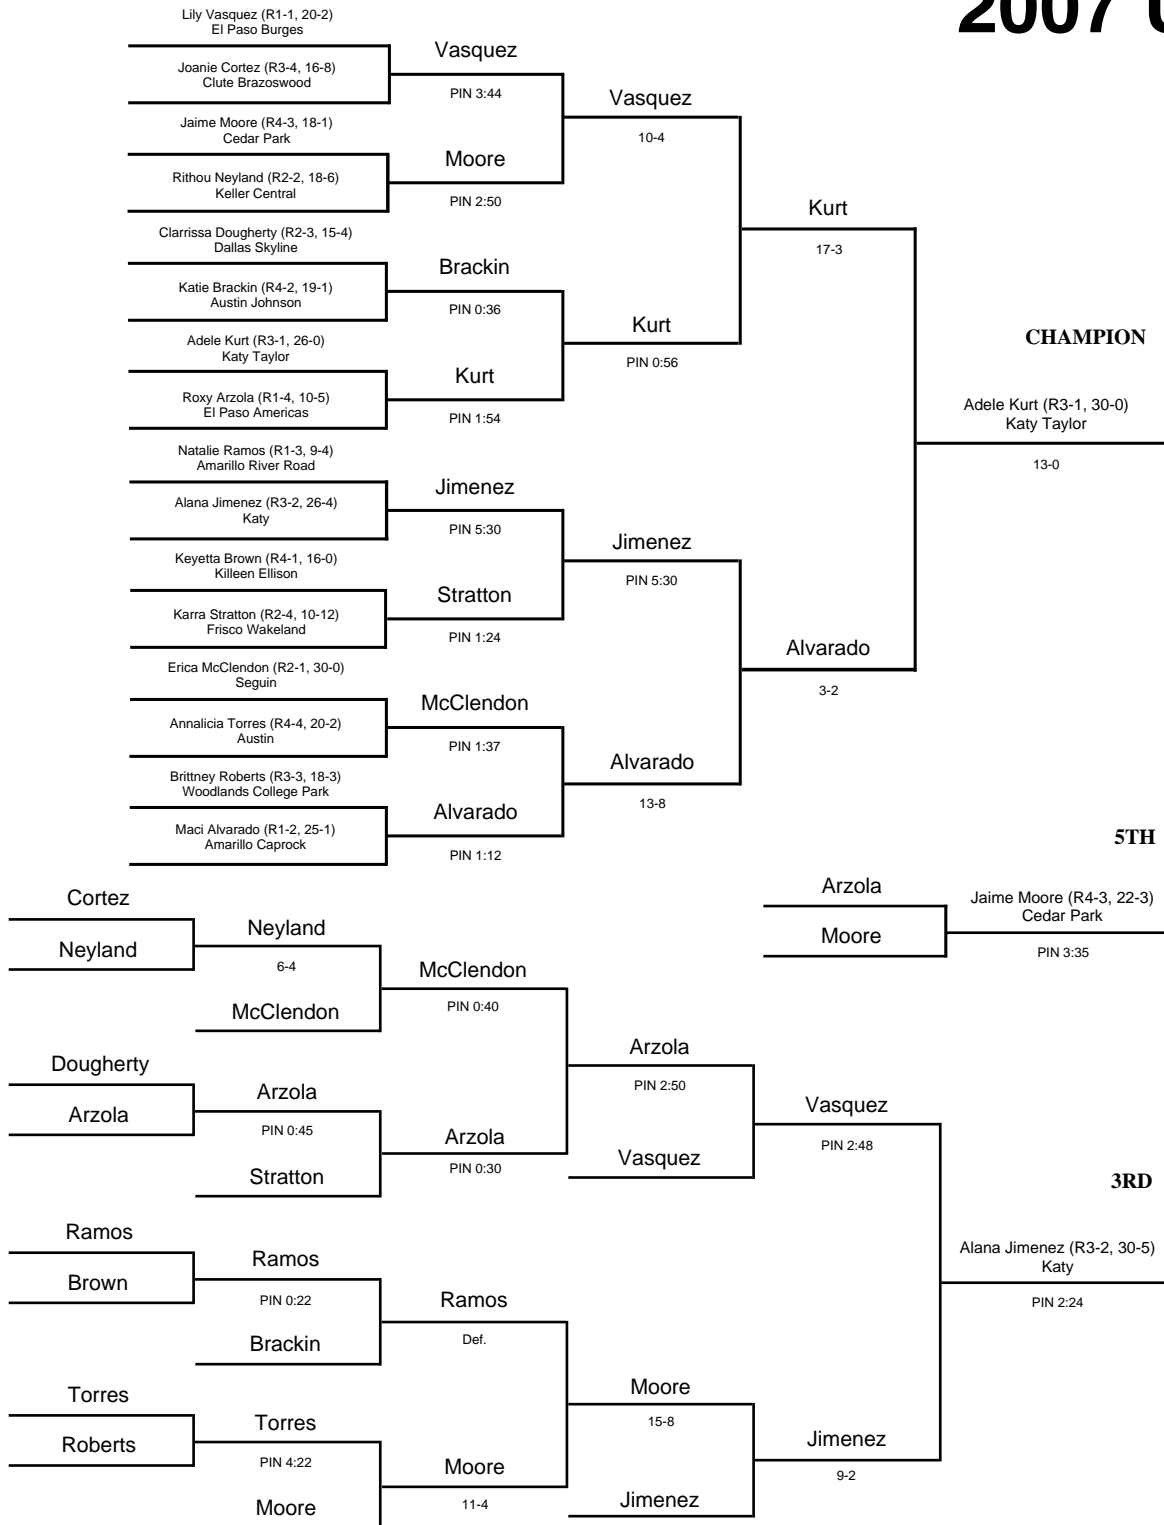 2007 U
Lily Vasquez (R1-1, 20-2)
El Paso Burges
Joanie Cortez (R3-4, 16-8)
Clute Brazoswood
Vasquez
PIN 3:44
Jaime Moore (R4-3, 18-1)
Cedar Park
Rithou Neyland (R2-2, 18-6)
Keller Central
Moore
PIN 2:50
Vasquez
10-4
Clarrissa Dougherty (R2-3, 15-4)
Dallas Skyline
Katie Brackin (R4-2, 19-1)
Austin Johnson
Brackin
PIN 0:36
Adele Kurt (R3-1, 26-0)
Katy Taylor
Roxy Arzola (R1-4, 10-5)
El Paso Americas
Kurt
PIN 1:54
Kurt
PIN 0:56
Kurt
17-3
Natalie Ramos (R1-3, 9-4)
Amarillo River Road
Alana Jimenez (R3-2, 26-4)
Katy
Jimenez
PIN 5:30
Keyetta Brown (R4-1, 16-0)
Killeen Ellison
Karra Stratton (R2-4, 10-12)
Frisco Wakeland
Stratton
PIN 1:24
Jimenez
PIN 5:30
Erica McClendon (R2-1, 30-0)
Seguin
Annalicia Torres (R4-4, 20-2)
Austin
McClendon
PIN 1:37
Brittney Roberts (R3-3, 18-3)
Woodlands College Park
Maci Alvarado (R1-2, 25-1)
Amarillo Caprock
Alvarado
PIN 1:12
Alvarado
13-8
Alvarado
3-2
CHAMPION
Adele Kurt (R3-1, 30-0)
Katy Taylor
13-0
5TH
Arzola
Moore
Jaime Moore (R4-3, 22-3)
Cedar Park
PIN 3:35
Cortez
Neyland
Neyland
6-4
McClendon
McClendon
PIN 0:40
Dougherty
Arzola
Arzola
PIN 0:45
Stratton
Arzola
PIN 0:30
Arzola
PIN 2:50
Vasquez
Vasquez
PIN 2:48
Ramos
Brown
Ramos
PIN 0:22
Brackin
Ramos
Def.
Torres
Roberts
Torres
PIN 4:22
Moore
Moore
11-4
Moore
15-8
Jimenez
Jimenez
9-2
3RD
Alana Jimenez (R3-2, 30-5)
Katy
PIN 2:24